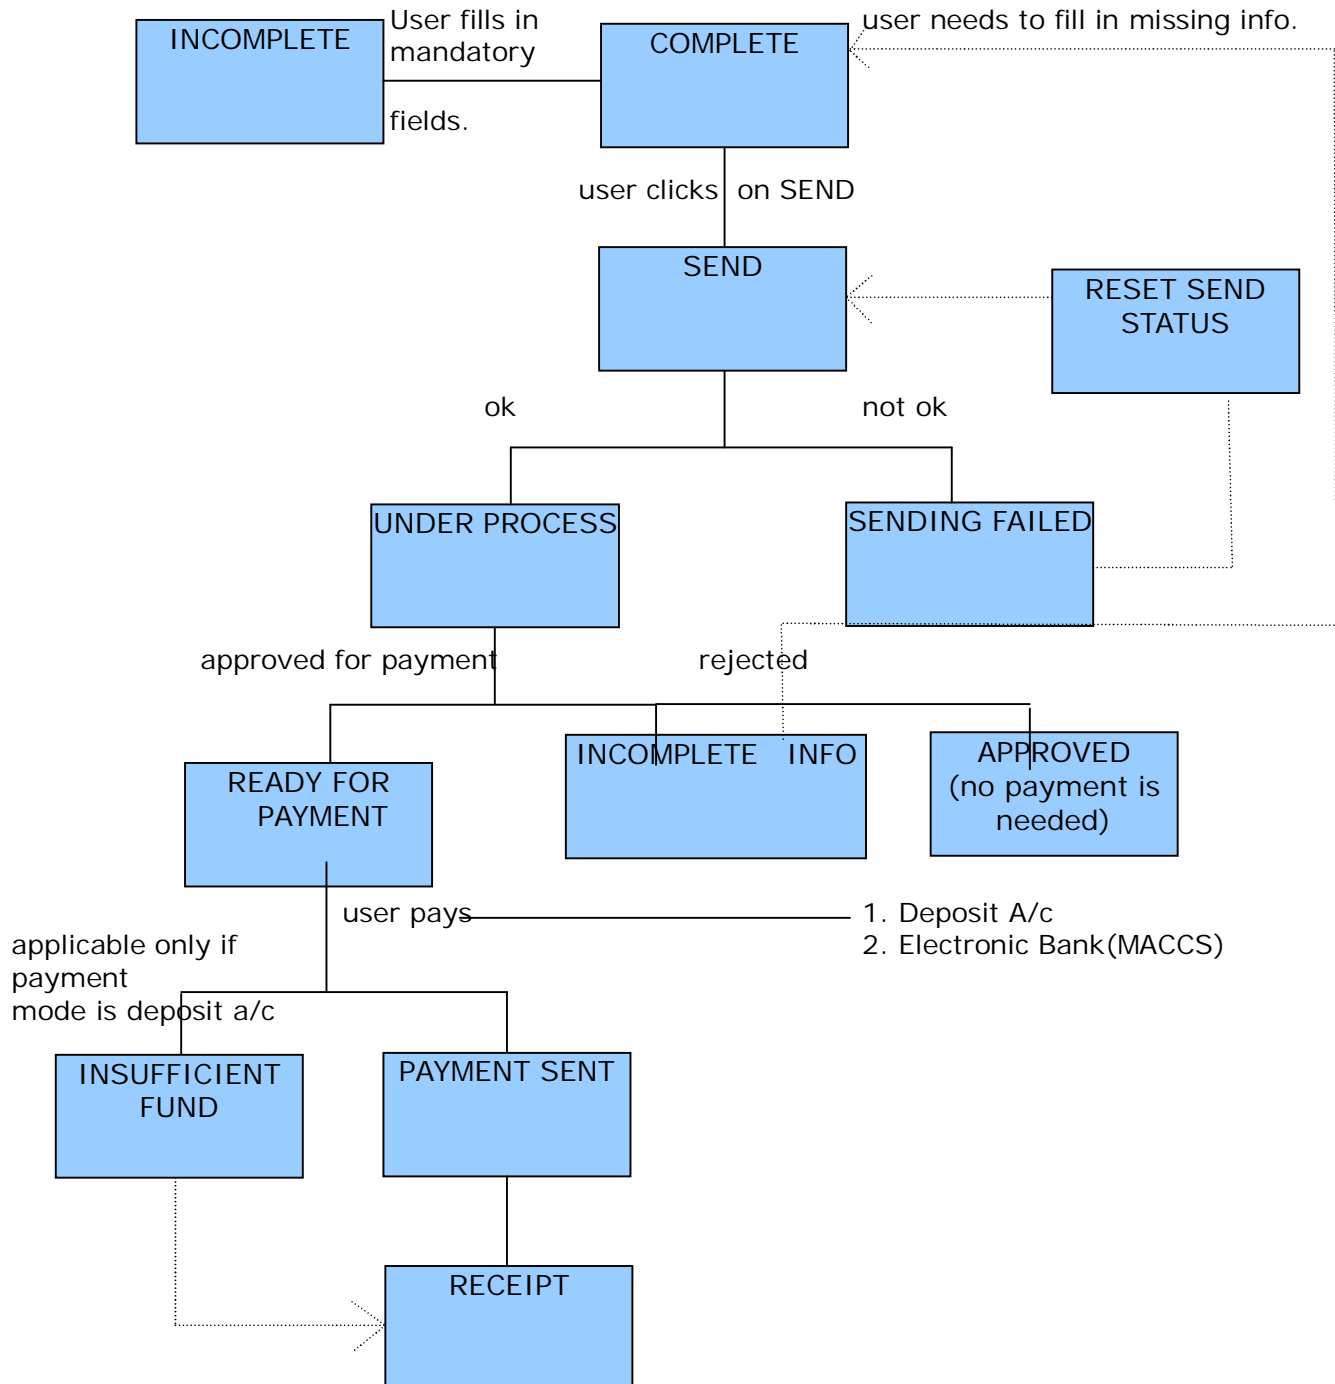 INCOMPLETE
User fills in
mandatory
fields.
COMPLETE
user needs to fill in missing info.
user clicks on SEND
SEND
RESET SEND
STATUS
ok
not ok
UNDER PROCESS
SENDING FAILED
approved for payment
rejected
READY FOR
PAYMENT
INCOMPLETE INFO
APPROVED
(no payment is
needed)
user pays
1. Deposit A/c
2. Electronic Bank(MACCS)
applicable only if
payment
mode is deposit a/c
INSUFFICIENT
FUND
PAYMENT SENT
RECEIPT